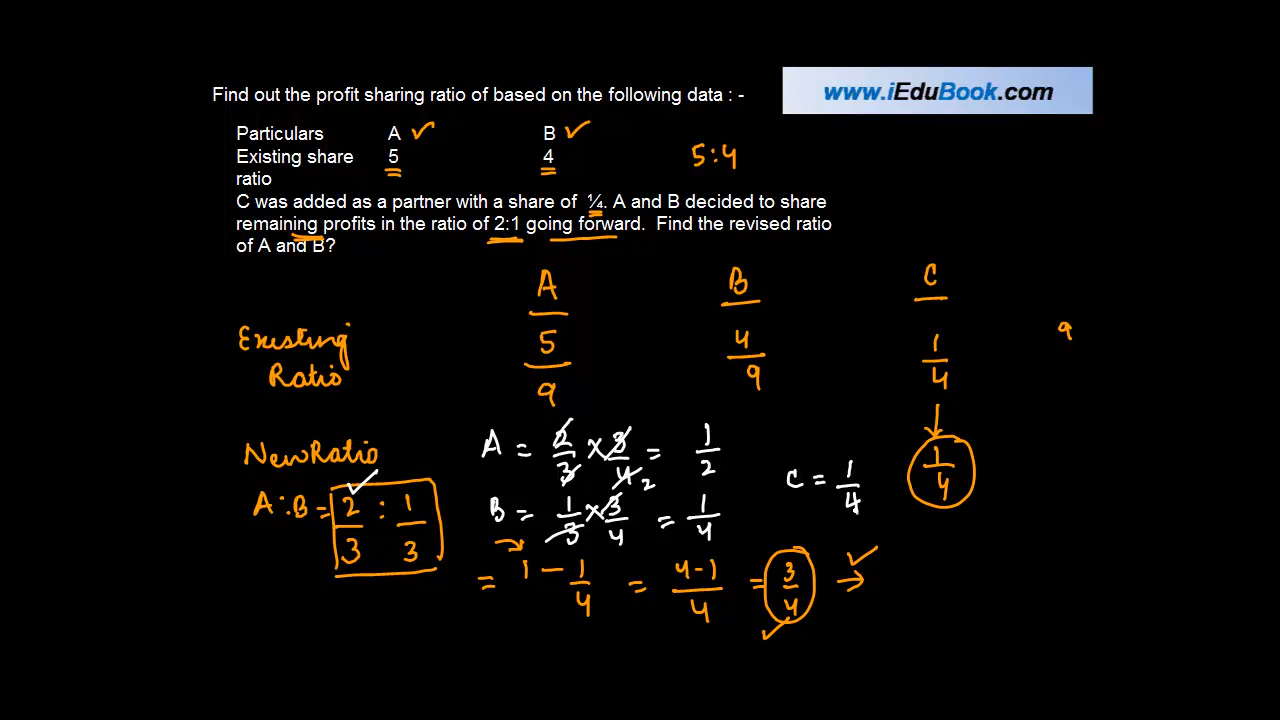 www.iEduBook.com
Find out the profit sharing ratio of based on the following data : -
Particulars A ✓ B ✓
Existing share 5 4 5:4
ratio
C was added as a partner with a share of ¼. A and B decided to share
remaining profits in the ratio of 2:1 going forward. Find the revised ratio
of A and B?
A B C
Existing Ratio 5/9 4/9 1/4 9
New Ratio A = 2/3 × 3/4 2 = 1/2 1/4
A:B = 2/3 : 1/3 B = 1/3 × 3/4 = 1/4 C = 1/4
= 1 - 1/4 = 4-1/4 = 3/4 → ✓